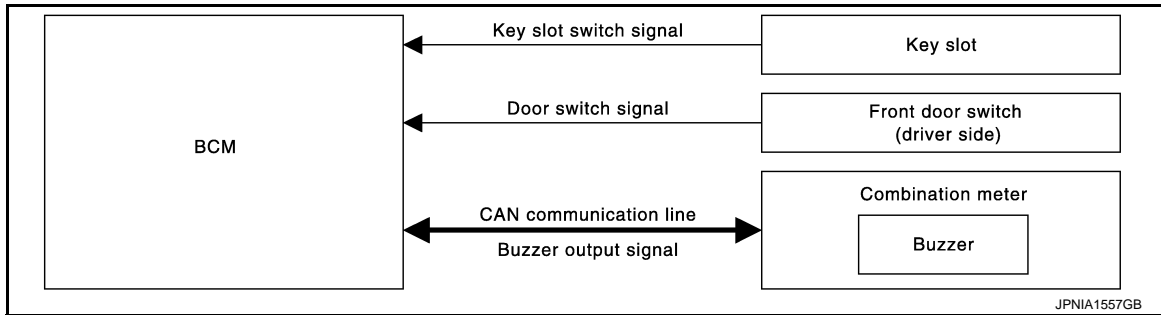 Key slot switch signal
Key slot
Door switch signal
Front door switch
(driver side)
BCM
Combination meter
CAN communication line
Buzzer output signal
Buzzer
JPNIA1557GB